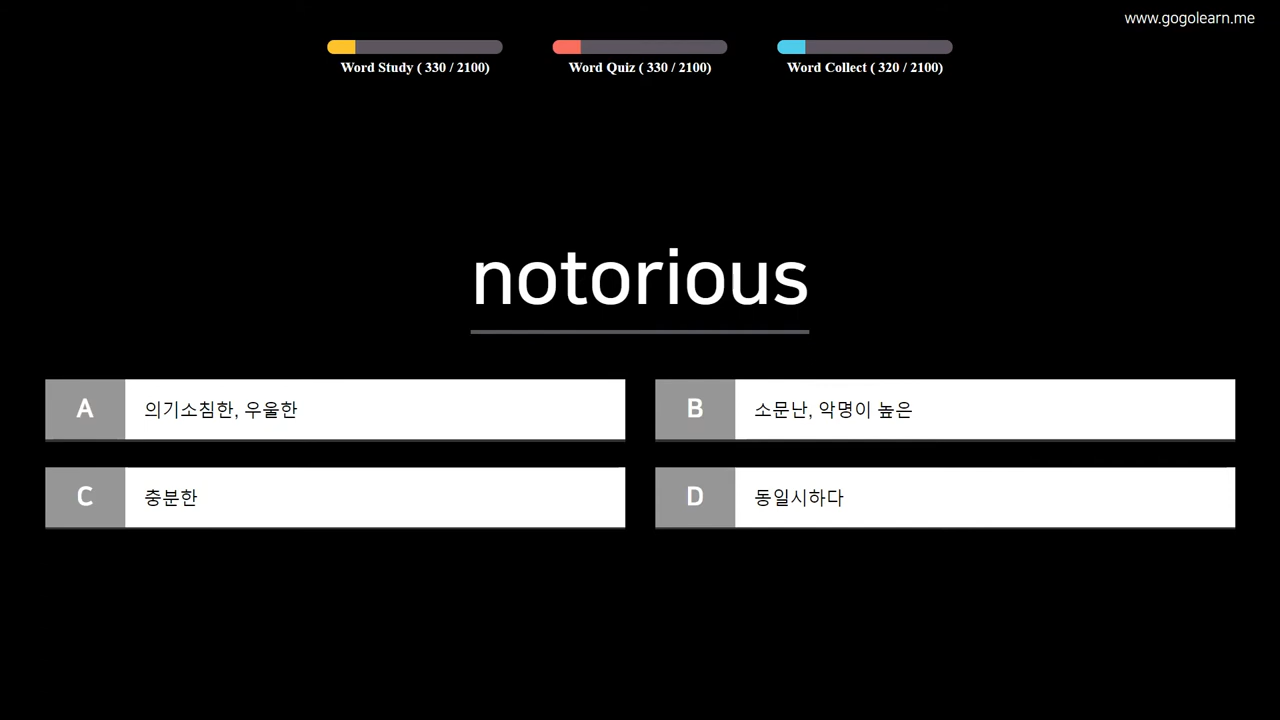 www.gogolearn.me
Word Study ( 330 / 2100)
Word Quiz ( 330 / 2100)
Word Collect ( 320 / 2100)
notorious
A 의기소침한, 우울한
B 소문난, 악명이 높은
C 충분한
D 동일시하다